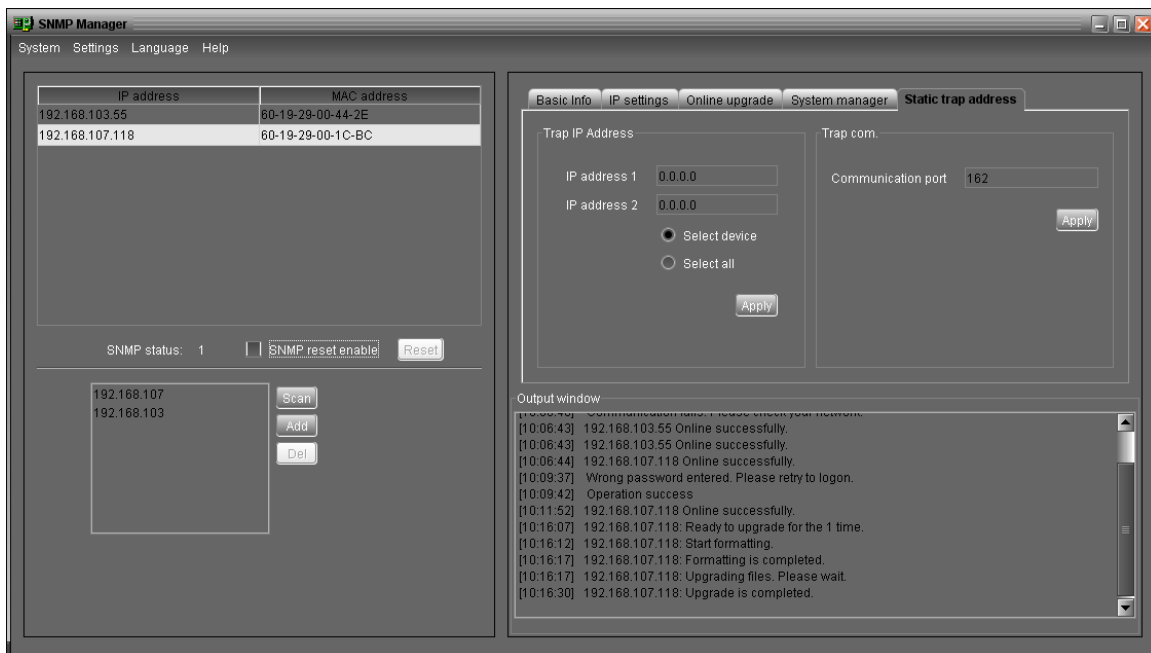 SNMP Manager
System Settings Language Help
IP address MAC address
192.168.103.55 60-19-29-00-44-2E
192.168.107.118 60-19-29-00-1C-BC
SNMP status: 1 SNMP reset enable Reset
192.168.107
192.168.103
Scan
Add
Del
Basic Info IP settings Online upgrade System manager Static trap address
Trap IP Address
IP address 1 0.0.0.0
IP address 2 0.0.0.0
Select device
Select all
Apply
Trap com.
Communication port 162
Apply
Output window
Communication fails. Please check your network.
[10:06:43] 192.168.103.55 Online successfully.
[10:06:43] 192.168.103.55 Online successfully.
[10:06:44] 192.168.107.118 Online successfully.
[10:09:37] Wrong password entered. Please retry to logon.
[10:09:42] Operation success
[10:11:52] 192.168.107.118 Online successfully.
[10:16:07] 192.168.107.118: Ready to upgrade for the 1 time.
[10:16:12] 192.168.107.118: Start formatting.
[10:16:17] 192.168.107.118: Formatting is completed.
[10:16:17] 192.168.107.118: Upgrading files. Please wait.
[10:16:30] 192.168.107.118: Upgrade is completed.